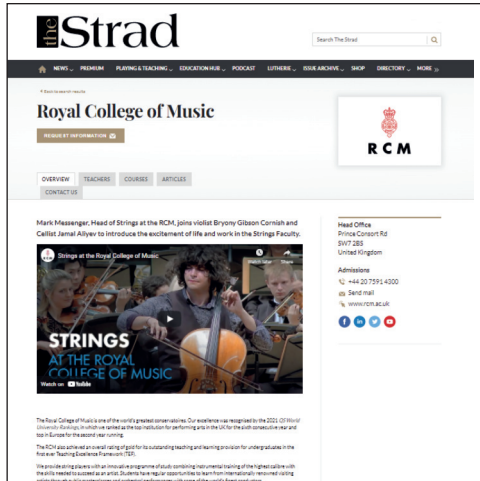 the Strad
Search The Strad
NEWS PREMIUM PLAYING & TEACHING EDUCATION HUB PODCAST LUTHERIE ISSUE ARCHIVE SHOP DIRECTORY MORE
Back to search results
Royal College of Music
REQUEST INFORMATION
RCM
OVERVIEW TEACHERS COURSES ARTICLES
CONTACT US
Mark Messenger, Head of Strings at the RCM, joins violist Bryony Gibson Cornish and
Cellist Jamal Aliyev to introduce the excitement of life and work in the Strings Faculty.
Strings at the Royal College of Music
Watch later Share
STRINGS
AT THE ROYAL
COLLEGE OF MUSIC
Watch on YouTube
Head Office
Prince Consort Rd
SW7 2BS
United Kingdom
Admissions
+44 20 7591 4300
Send mail
www.rcm.ac.uk
The Royal College of Music is one of the world's greatest conservatoires. Our excellence was recognised by the 2021 QS World
University Rankings, in which we ranked as the top institution for performing arts in the UK for the sixth consecutive year and
top in Europe for the second year running.
The RCM also achieved an overall rating of gold for its outstanding teaching and learning provision for undergraduates in the
first ever Teaching Excellence Framework (TEF).
We provide string players with an innovative programme of study combining instrumental training of the highest calibre with
the skills needed to succeed as an artist. Students have regular opportunities to learn from internationally renowned visiting